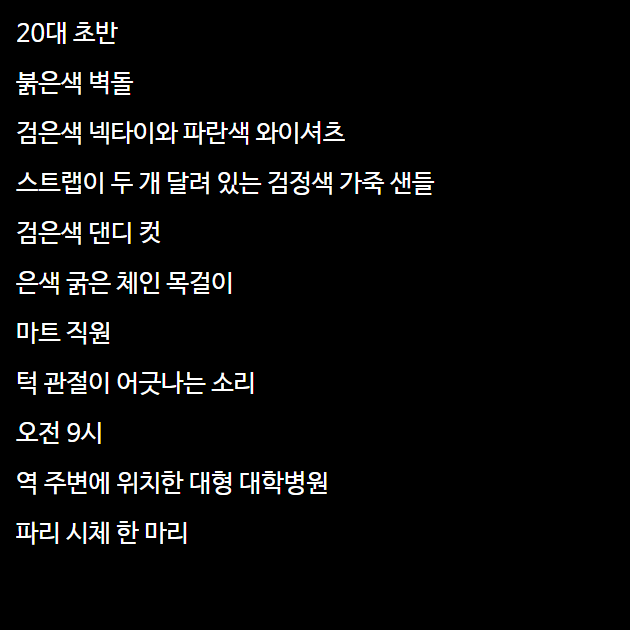 20대 초반
붉은색 벽돌
검은색 넥타이와 파란색 와이셔츠
스트랩이 두 개 달려 있는 검정색 가죽 샌들
검은색 댄디 컷
은색 굵은 체인 목걸이
마트 직원
턱 관절이 어긋나는 소리
오전 9시
역 주변에 위치한 대형 대학병원
파리 시체 한 마리